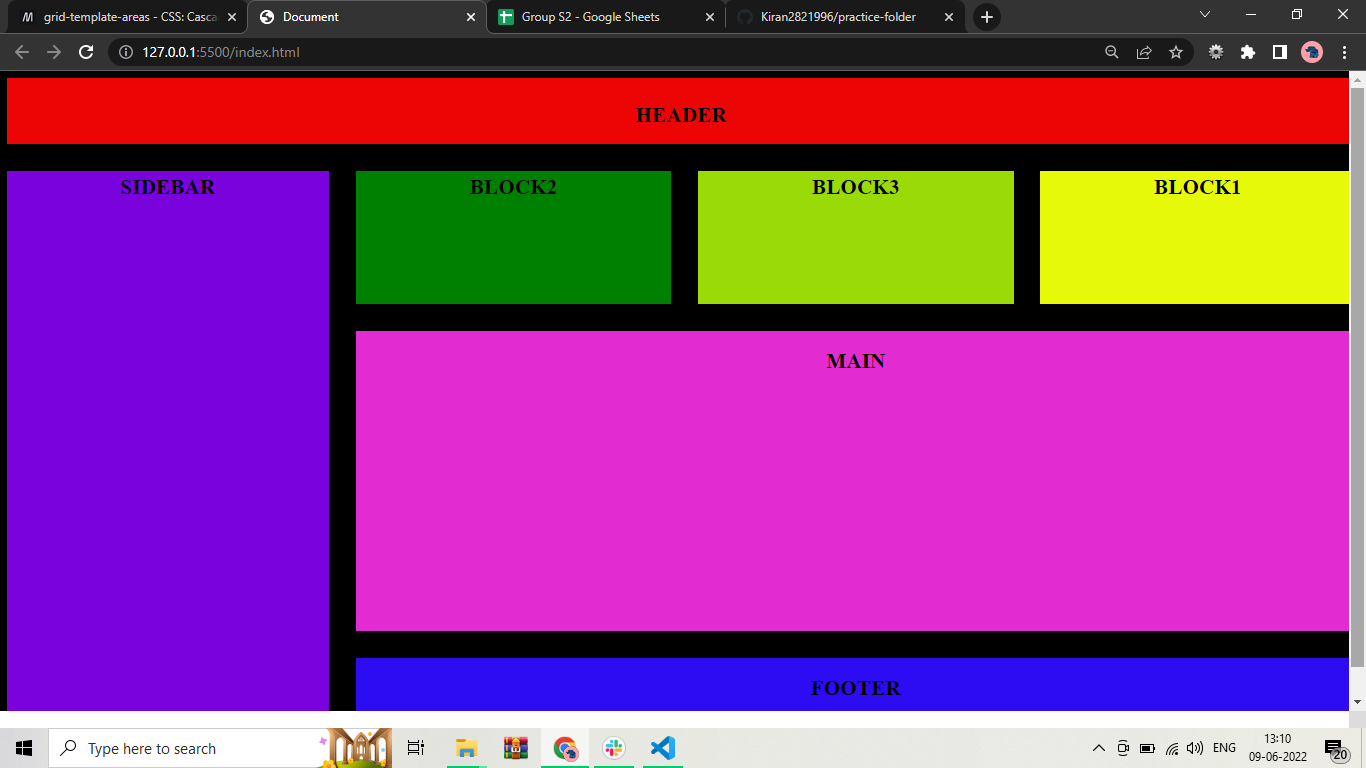 grid-template-areas - CSS: Casca
Document
Group S2 - Google Sheets
Kiran2821996/practice-folder
127.0.0.1:5500/index.html
HEADER
SIDEBAR
BLOCK2
BLOCK3
BLOCK1
MAIN
FOOTER
Type here to search
ENG
13:10
09-06-2022
20